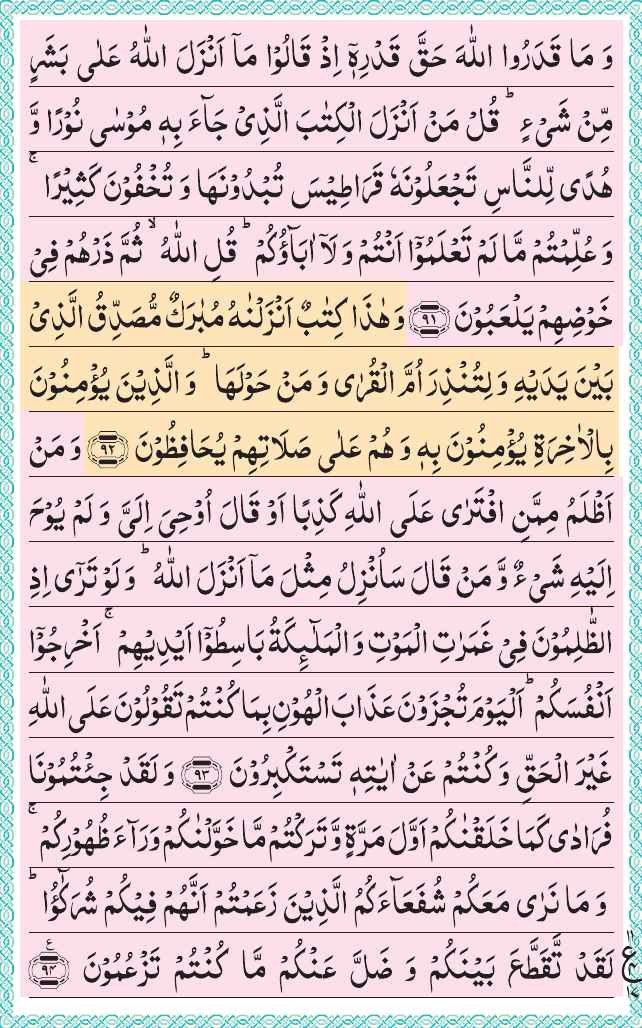 وَ مَا قَدَرُوا اللّٰهَ حَقَّ قَدْرِهٖۤ اِذْ قَالُوْا مَاۤ اَنْزَلَ اللّٰهُ عَلٰى بَشَرٍ
مِّنْ شَیْءٍ ؕ قُلْ مَنْ اَنْزَلَ الْكِتٰبَ الَّذِیْ جَآءَ بِهٖ مُوْسٰى نُوْرًا وَّ
هُدًى لِّلنَّاسِ تَجْعَلُوْنَهٗ قَرَاطِیْسَ تُبْدُوْنَهَا وَ تُخْفُوْنَ كَثِیْرًا ۚ
وَ عُلِّمْتُمْ مَّا لَمْ تَعْلَمُوْۤا اَنْتُمْ وَ لَاۤ اٰبَآؤُكُمْ ؕ قُلِ اللّٰهُ ۙ ثُمَّ ذَرْهُمْ فِیْ
خَوْضِهِمْ یَلْعَبُوْنَ ﴿۹۱﴾ وَ هٰذَا كِتٰبٌ اَنْزَلْنٰهُ مُبٰرَكٌ مُّصَدِّقُ الَّذِیْ
بَیْنَ یَدَیْهِ وَ لِتُنْذِرَ اُمَّ الْقُرٰى وَ مَنْ حَوْلَهَا ؕ وَ الَّذِیْنَ یُؤْمِنُوْنَ
بِالْاٰخِرَةِ یُؤْمِنُوْنَ بِهٖ وَ هُمْ عَلٰى صَلَاتِهِمْ یُحَافِظُوْنَ ﴿۹۲﴾ وَ مَنْ
اَظْلَمُ مِمَّنِ افْتَرٰى عَلَى اللّٰهِ كَذِبًا اَوْ قَالَ اُوْحِیَ اِلَیَّ وَ لَمْ یُوْحَ
اِلَیْهِ شَیْءٌ وَّ مَنْ قَالَ سَاُنْزِلُ مِثْلَ مَاۤ اَنْزَلَ اللّٰهُ ؕ وَ لَوْ تَرٰۤى اِذِ
الظّٰلِمُوْنَ فِیْ غَمَرٰتِ الْمَوْتِ وَ الْمَلٰٓىِٕكَةُ بَاسِطُوْۤا اَیْدِیْهِمْ ۚ اَخْرِجُوْۤا
اَنْفُسَكُمْ ؕ اَلْیَوْمَ تُجْزَوْنَ عَذَابَ الْهُوْنِ بِمَا كُنْتُمْ تَقُوْلُوْنَ عَلَى اللّٰهِ
غَیْرَ الْحَقِّ وَ كُنْتُمْ عَنْ اٰیٰتِهٖ تَسْتَكْبِرُوْنَ ﴿۹۳﴾ وَ لَقَدْ جِئْتُمُوْنَا
فُرَادٰى كَمَا خَلَقْنٰكُمْ اَوَّلَ مَرَّةٍ وَّ تَرَكْتُمْ مَّا خَوَّلْنٰكُمْ وَرَآءَ ظُهُوْرِكُمْ ۚ
وَ مَا نَرٰى مَعَكُمْ شُفَعَآءَكُمُ الَّذِیْنَ زَعَمْتُمْ اَنَّهُمْ فِیْكُمْ شُرَكٰٓؤُا ؕ
لَقَدْ تَّقَطَّعَ بَیْنَكُمْ وَ ضَلَّ عَنْكُمْ مَّا كُنْتُمْ تَزْعُمُوْنَ ﴿۹۴﴾ ع